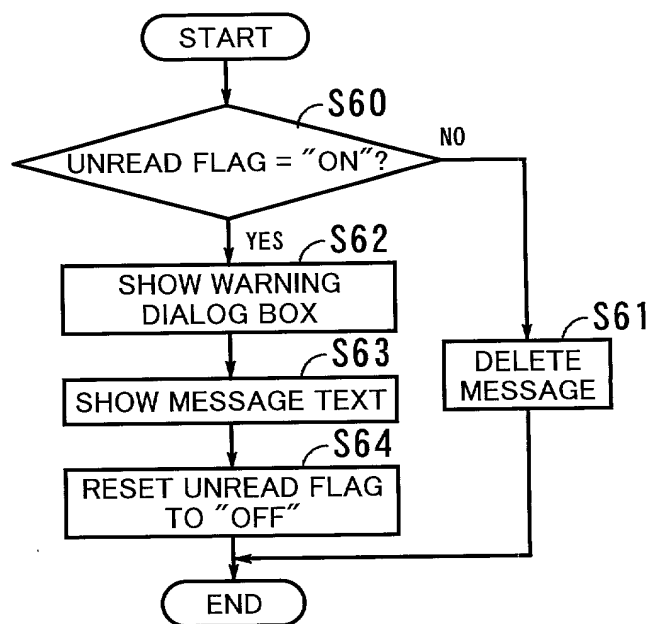 START
S60
UNREAD FLAG = "ON"?
NO
YES
S62
SHOW WARNING
DIALOG BOX
S61
DELETE
MESSAGE
S63
SHOW MESSAGE TEXT
S64
RESET UNREAD FLAG
TO "OFF"
END